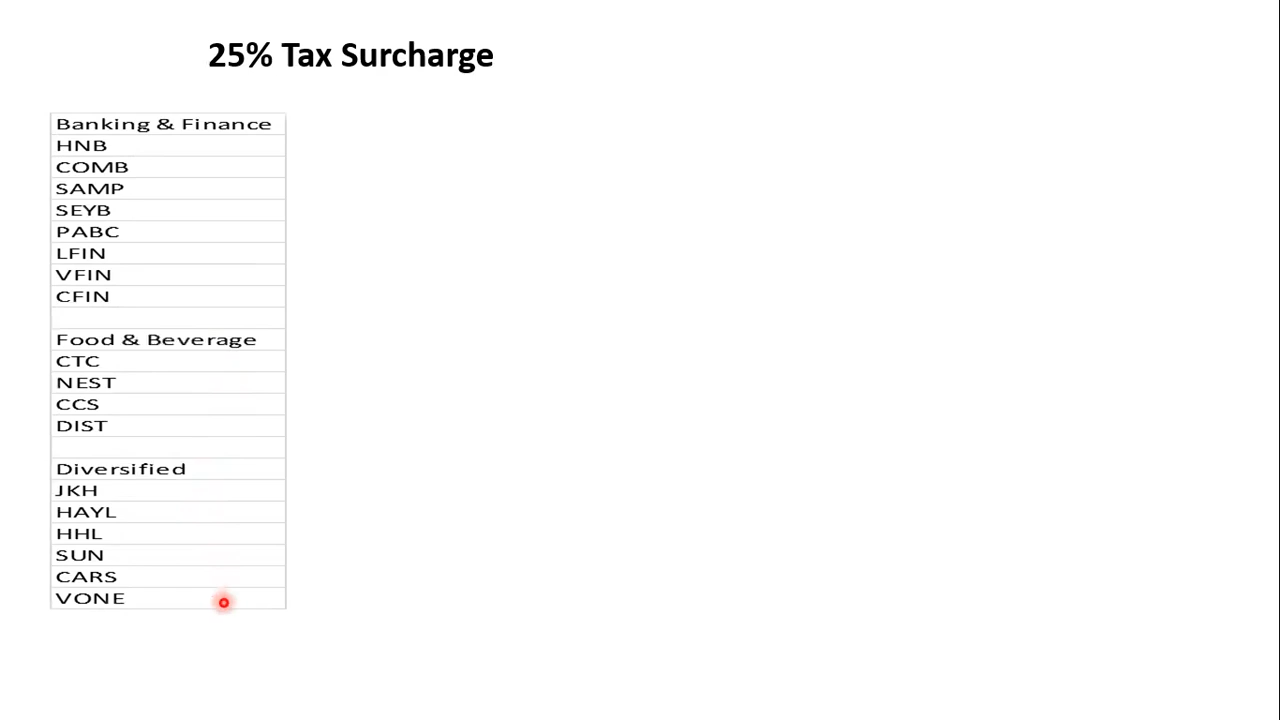 25% Tax Surcharge
Banking & Finance
HNB
COMB
SAMP
SEYB
PABC
LFIN
VFIN
CFIN
Food & Beverage
CTC
NEST
CCS
DIST
Diversified
JKH
HAYL
HHL
SUN
CARS
VONE